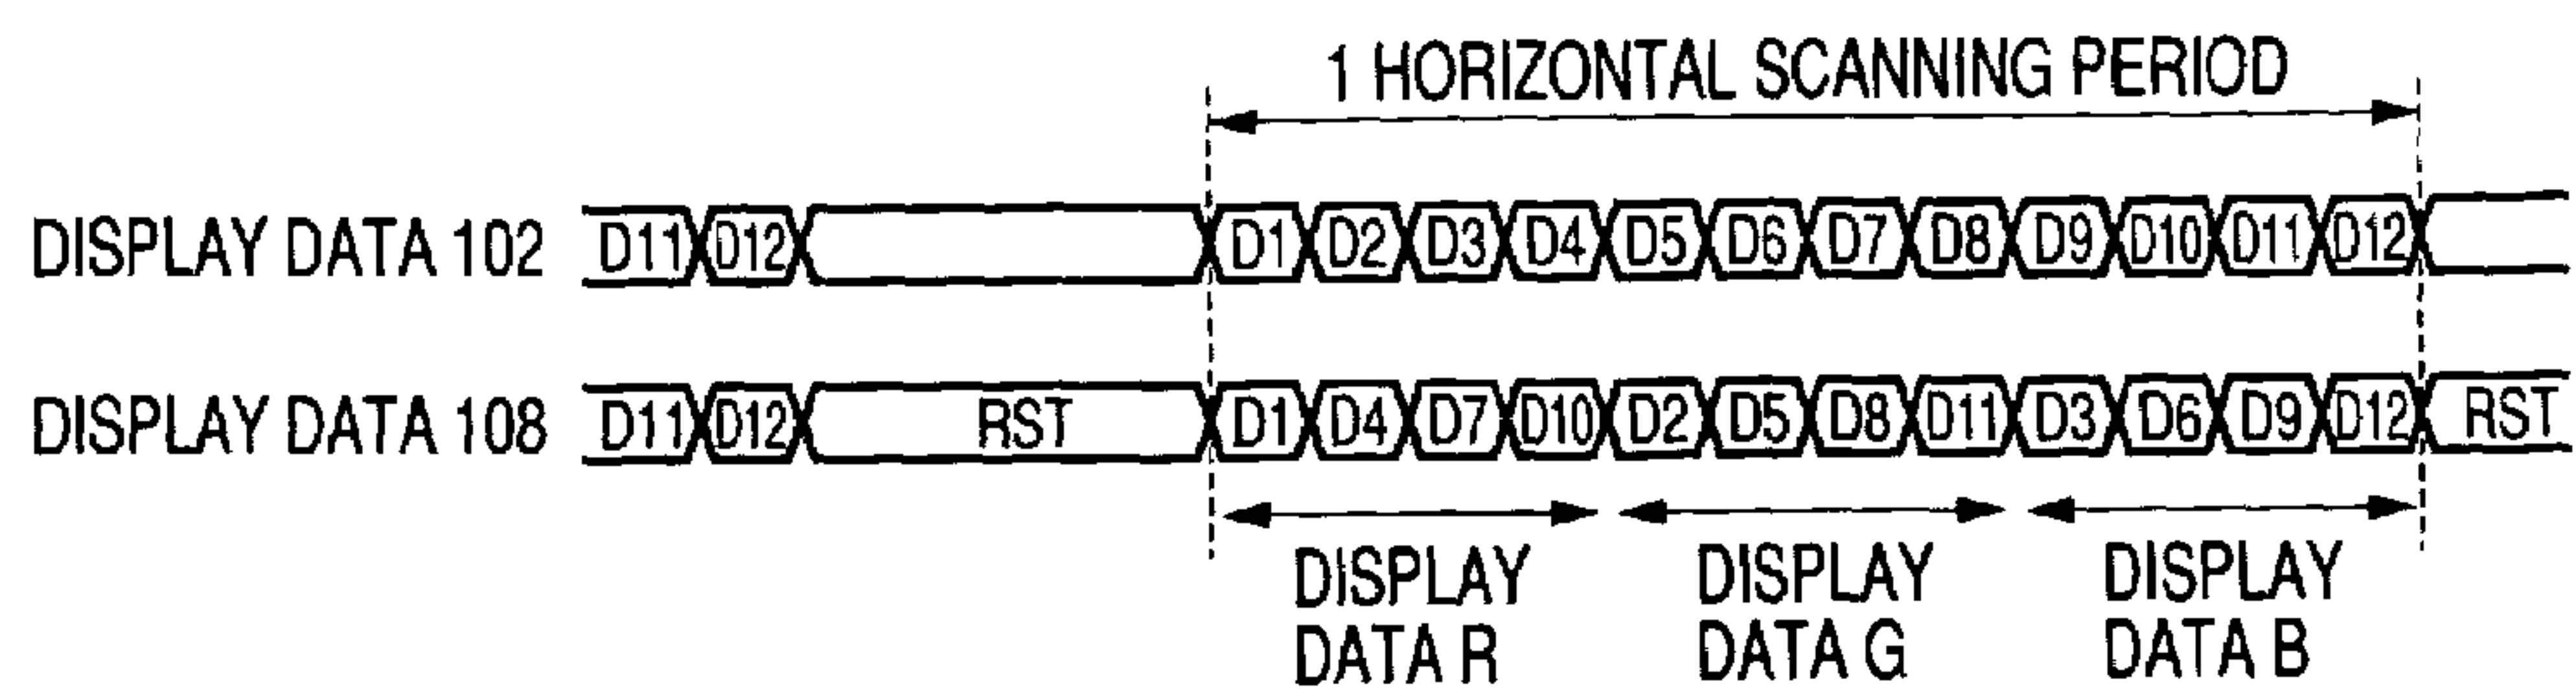 1 HORIZONTAL SCANNING PERIOD
DISPLAY DATA 102 D11 D12 D1 D2 D3 D4 D5 D6 D7 D8 D9 D10 D11 D12
DISPLAY DATA 108 D11 D12 RST D1 D4 D7 D10 D2 D5 D8 D11 D3 D6 D9 D12 RST
DISPLAY DATA R
DISPLAY DATA G
DISPLAY DATA B